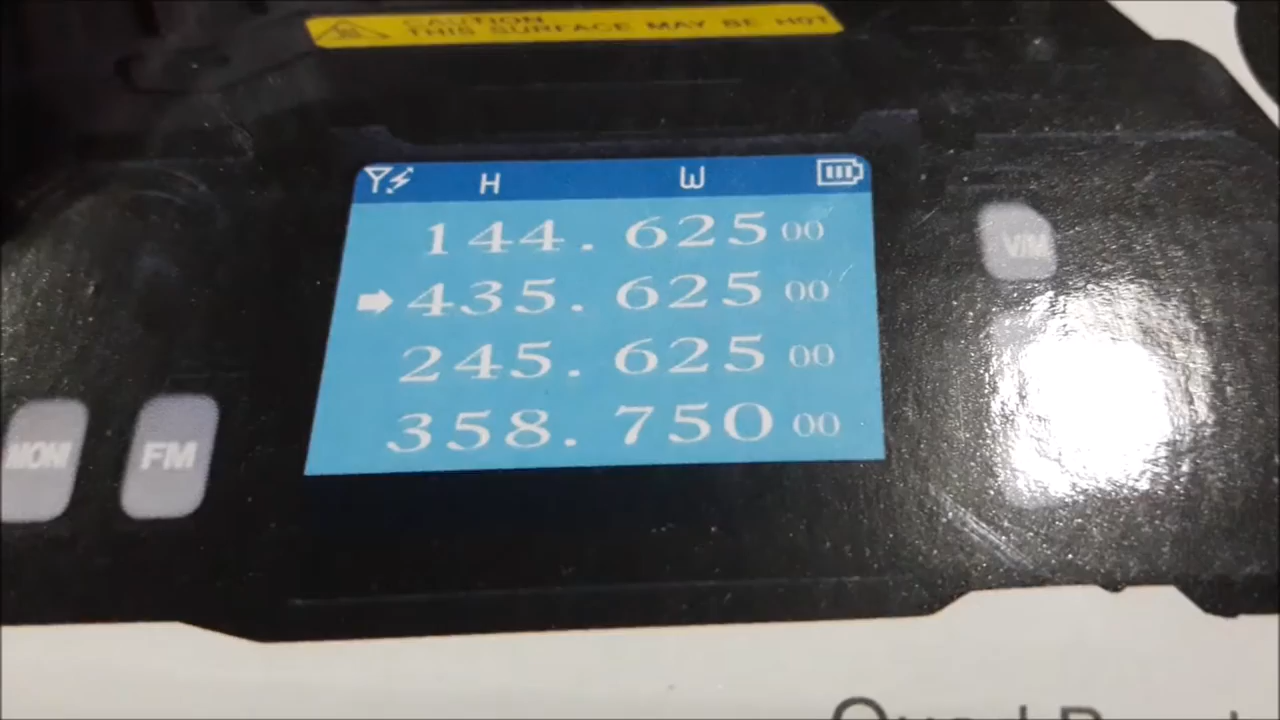 CAUTION
THIS SURFACE MAY BE HOT
H W
144. 625 00
V/M
435. 625 00
245. 625 00
358. 750 00
MONI FM
Quad